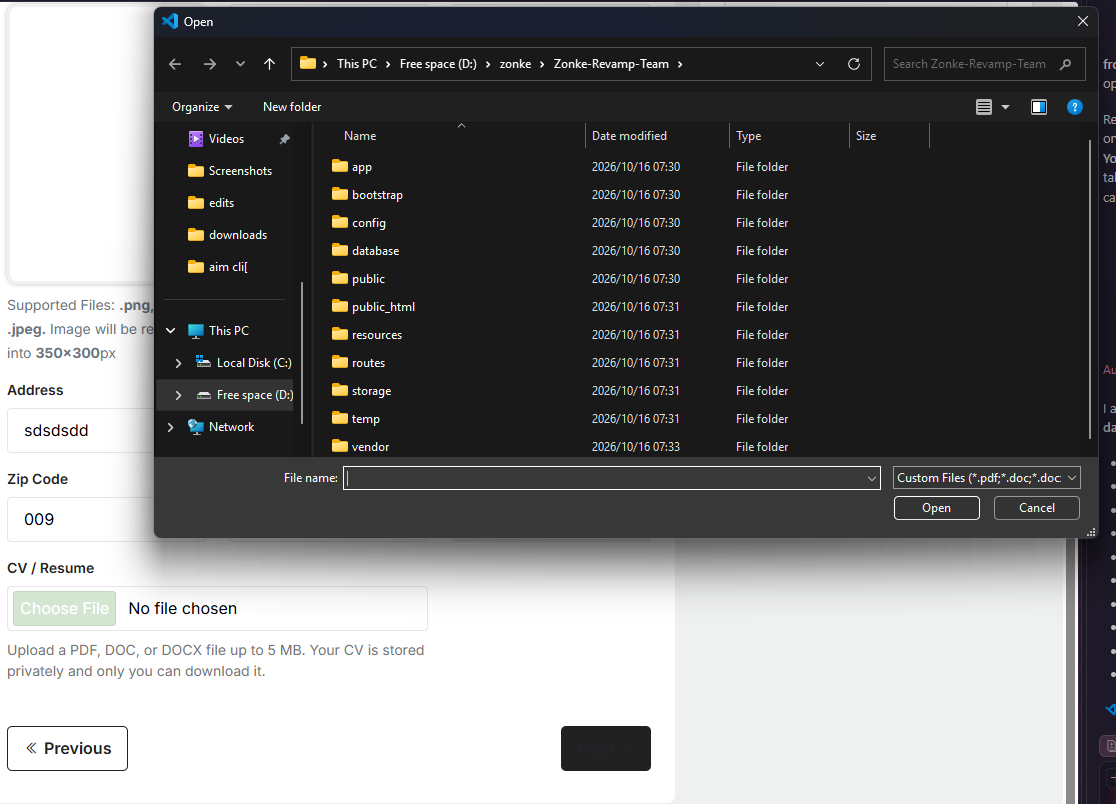 Open
This PC
Free space (D:)
zonke
Zonke-Revamp-Team
Search Zonke-Revamp-Team
Organize
New folder
Videos
Screenshots
edits
downloads
aim cli[
This PC
Local Disk (C:)
Free space (D:)
Network
Name Date modified Type Size
app 2026/10/16 07:30 File folder
bootstrap 2026/10/16 07:30 File folder
config 2026/10/16 07:30 File folder
database 2026/10/16 07:30 File folder
public 2026/10/16 07:30 File folder
public_html 2026/10/16 07:31 File folder
resources 2026/10/16 07:31 File folder
routes 2026/10/16 07:31 File folder
storage 2026/10/16 07:31 File folder
temp 2026/10/16 07:31 File folder
vendor 2026/10/16 07:33 File folder
File name:
Custom Files (*.pdf;*.doc;*.doc:
Open
Cancel
Supported Files: .png,
.jpeg. Image will be re
into 350×300px
Address
sdsdsdd
Zip Code
009
CV / Resume
Choose File No file chosen
Upload a PDF, DOC, or DOCX file up to 5 MB. Your CV is stored
privately and only you can download it.
« Previous